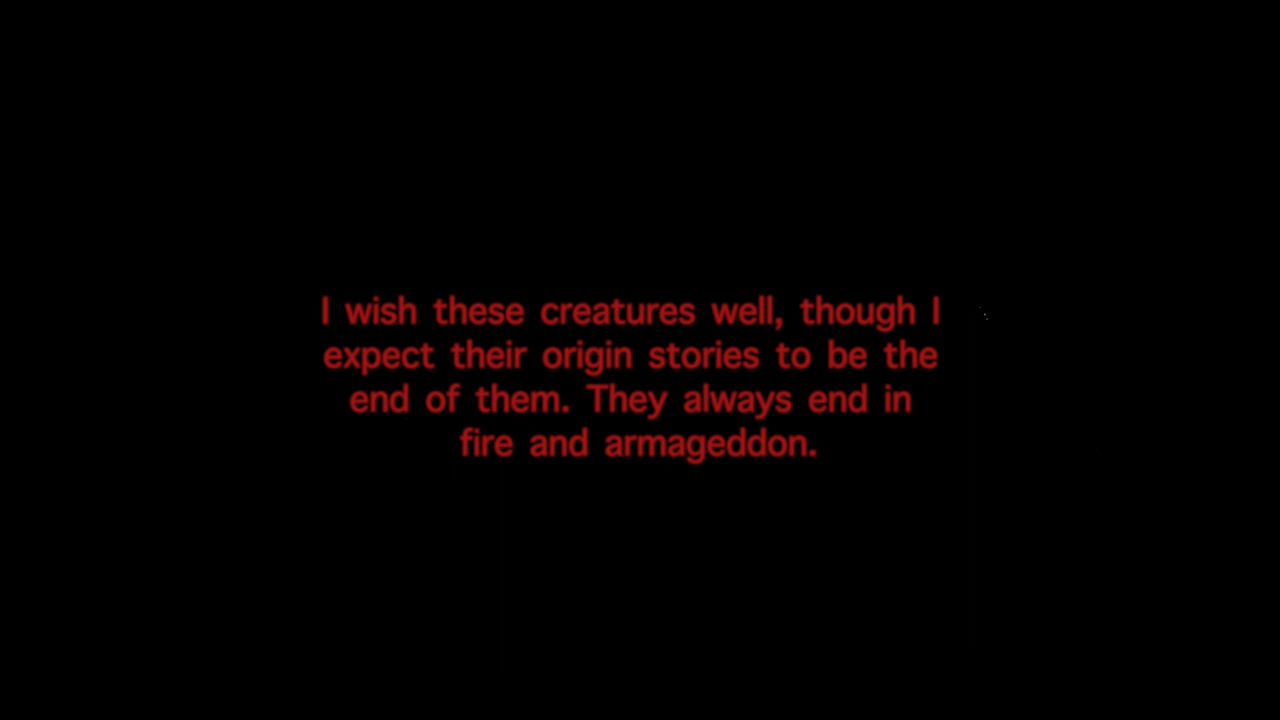 I wish these creatures well, though I
expect their origin stories to be the
end of them. They always end in
fire and armageddon.